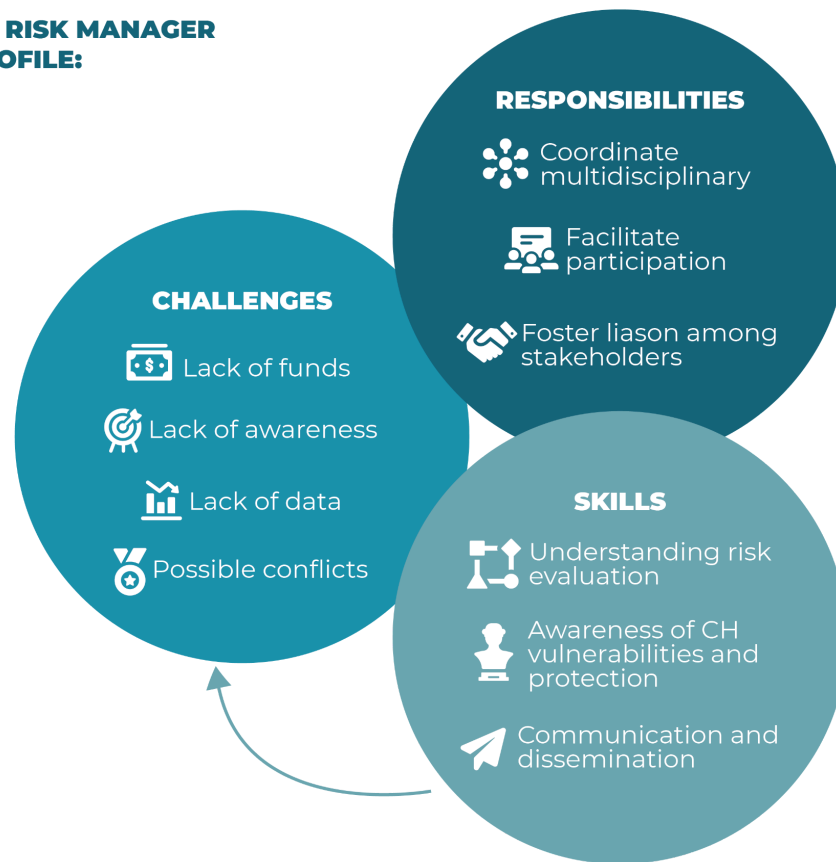 RISK MANAGER
OFILE:
RESPONSIBILITIES
Coordinate
multidisciplinary
Facilitate
participation
Foster liason among
stakeholders
CHALLENGES
$
Lack of funds
Lack of awareness
Lack of data
Possible conflicts
SKILLS
Understanding risk
evaluation
Awareness of CH
vulnerabilities and
protection
Communication and
dissemination